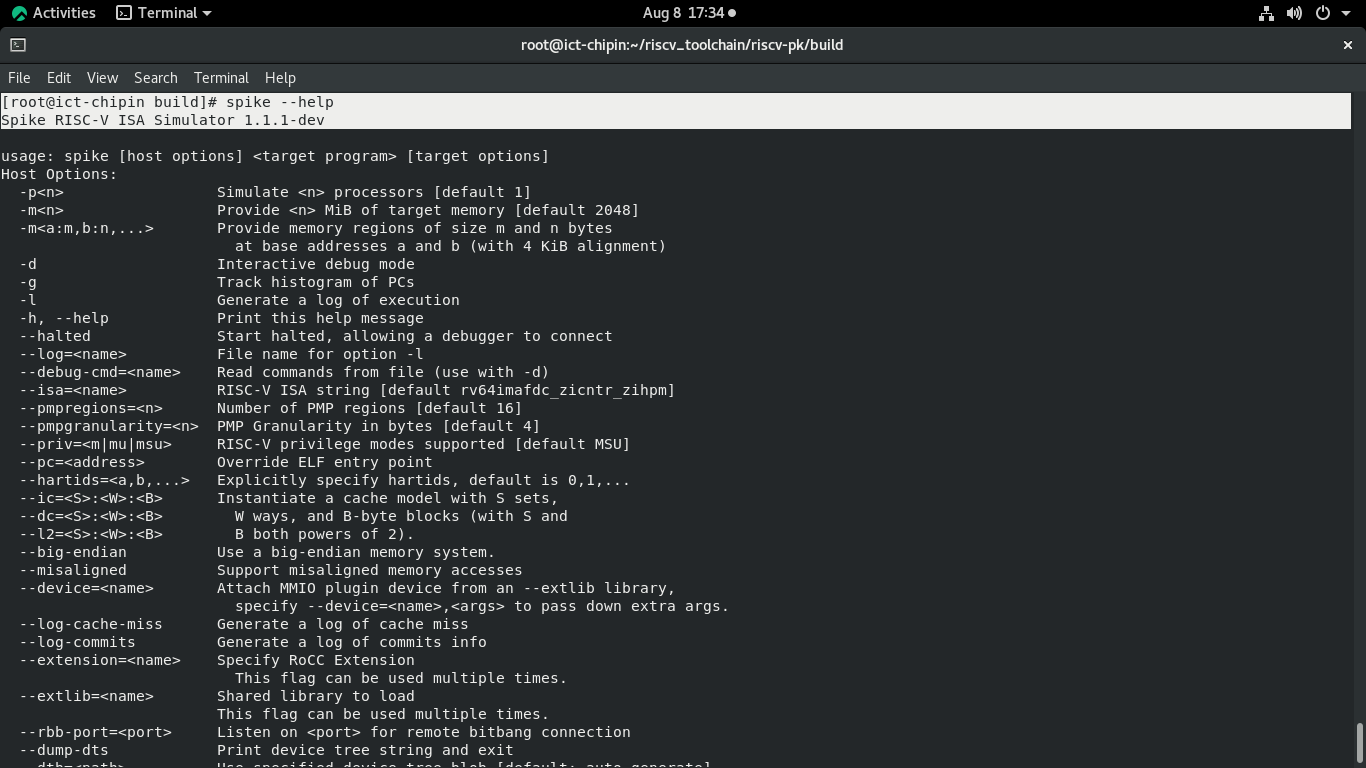 Activities Terminal Aug 8 17:34
root@ict-chipin:~/riscv_toolchain/riscv-pk/build
File Edit View Search Terminal Help
[root@ict-chipin build]# spike --help
Spike RISC-V ISA Simulator 1.1.1-dev
usage: spike [host options] <target program> [target options]
Host Options:
  -p<n>                 Simulate <n> processors [default 1]
  -m<n>                 Provide <n> MiB of target memory [default 2048]
  -m<a:m,b:n,...>       Provide memory regions of size m and n bytes
                          at base addresses a and b (with 4 KiB alignment)
  -d                    Interactive debug mode
  -g                    Track histogram of PCs
  -l                    Generate a log of execution
  -h, --help            Print this help message
  --halted              Start halted, allowing a debugger to connect
  --log=<name>          File name for option -l
  --debug-cmd=<name>    Read commands from file (use with -d)
  --isa=<name>          RISC-V ISA string [default rv64imafdc_zicntr_zihpm]
  --pmpregions=<n>      Number of PMP regions [default 16]
  --pmpgranularity=<n>  PMP Granularity in bytes [default 4]
  --priv=<m|mu|msu>     RISC-V privilege modes supported [default MSU]
  --pc=<address>        Override ELF entry point
  --hartids=<a,b,...>   Explicitly specify hartids, default is 0,1,...
  --ic=<S>:<W>:<B>      Instantiate a cache model with S sets,
  --dc=<S>:<W>:<B>        W ways, and B-byte blocks (with S and
  --l2=<S>:<W>:<B>        B both powers of 2).
  --big-endian          Use a big-endian memory system.
  --misaligned          Support misaligned memory accesses
  --device=<name>       Attach MMIO plugin device from an --extlib library,
                          specify --device=<name>,<args> to pass down extra args.
  --log-cache-miss      Generate a log of cache miss
  --log-commits         Generate a log of commits info
  --extension=<name>    Specify RoCC Extension
                          This flag can be used multiple times.
  --extlib=<name>       Shared library to load
                        This flag can be used multiple times.
  --rbb-port=<port>     Listen on <port> for remote bitbang connection
  --dump-dts            Print device tree string and exit
  --dtb=<path>          Use specified device tree blob [default: auto-generate]